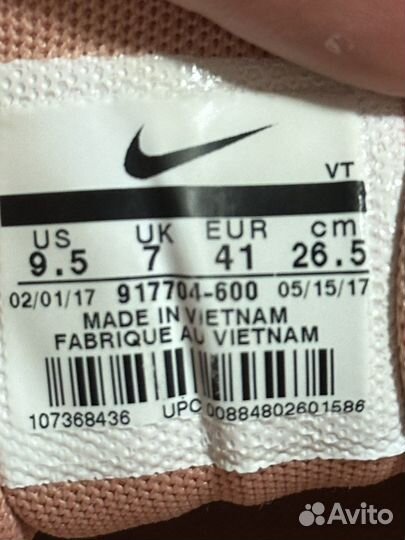 VT
US UK EUR cm
9.5 7 41 26.5
02/01/17 917704-600 05/15/17
MADE IN VIETNAM
FABRIQUE AU VIETNAM
107368436 UPC 00884802601586
Avito